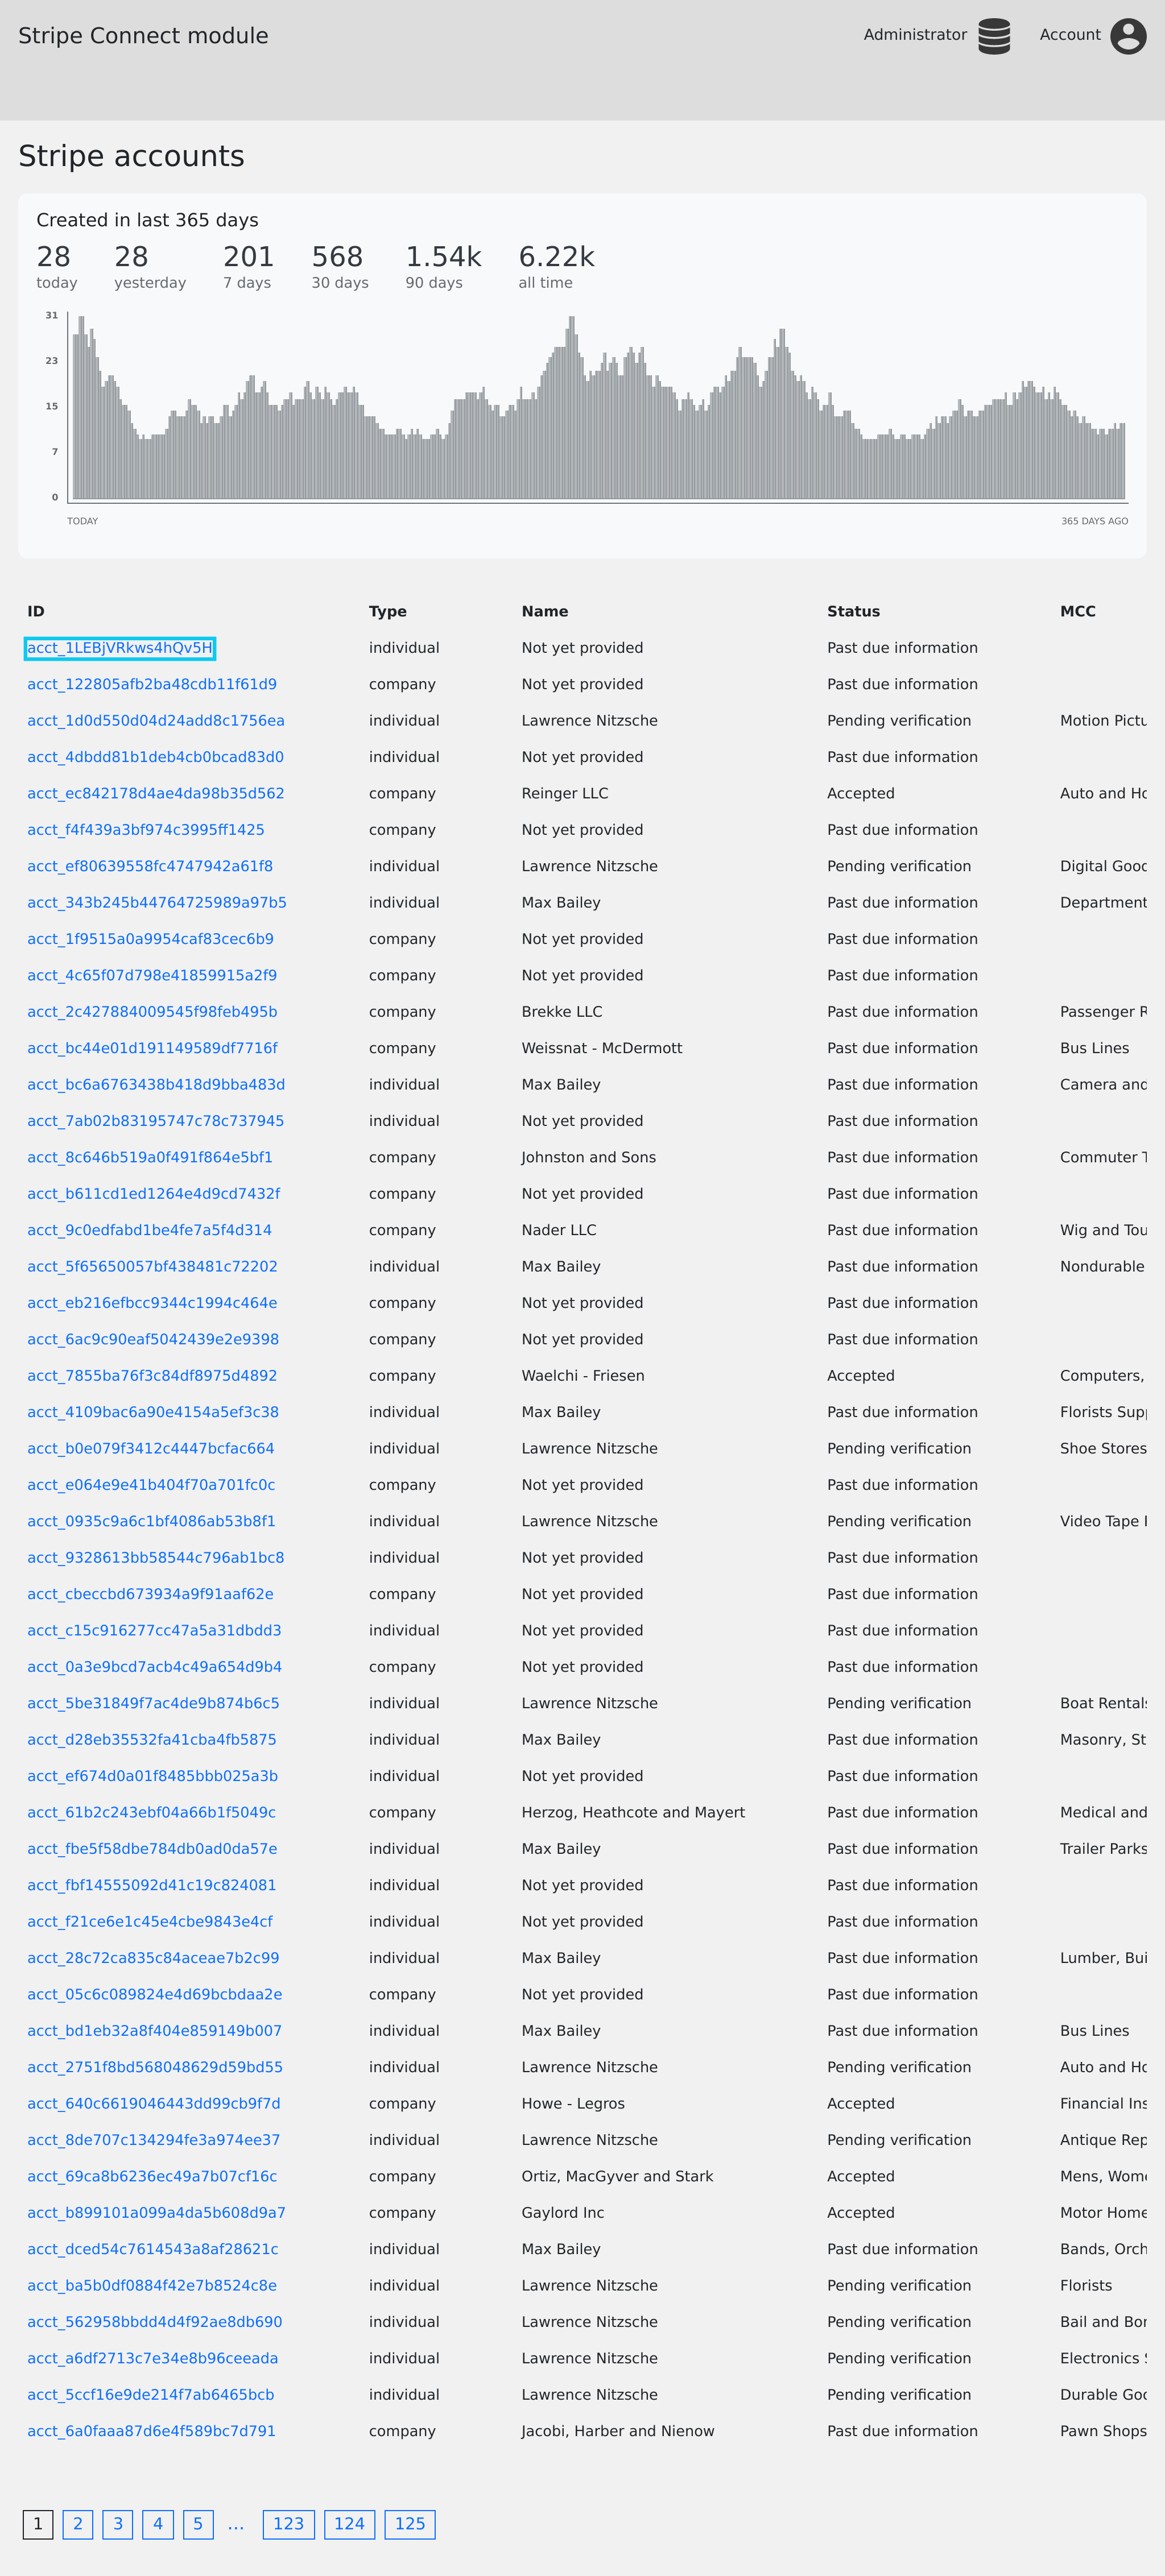 Stripe Connect module Administrator Account
Stripe accounts
Created in last 365 days
28 28 201 568 1.54k 6.22k
today yesterday 7 days 30 days 90 days all time
31
23
15
7
0
TODAY 365 DAYS AGO
ID Type Name Status MCC
acct_1LEBjVRkws4hQv5H individual Not yet provided Past due information
acct_122805afb2ba48cdb11f61d9 company Not yet provided Past due information
acct_1d0d550d04d24add8c1756ea individual Lawrence Nitzsche Pending verification Motion Pictu
acct_4dbdd81b1deb4cb0bcad83d0 individual Not yet provided Past due information
acct_ec842178d4ae4da98b35d562 company Reinger LLC Accepted Auto and Ho
acct_f4f439a3bf974c3995ff1425 company Not yet provided Past due information
acct_ef80639558fc4747942a61f8 individual Lawrence Nitzsche Pending verification Digital Good
acct_343b245b44764725989a97b5 individual Max Bailey Past due information Department
acct_1f9515a0a9954caf83cec6b9 company Not yet provided Past due information
acct_4c65f07d798e41859915a2f9 company Not yet provided Past due information
acct_2c427884009545f98feb495b company Brekke LLC Past due information Passenger R
acct_bc44e01d191149589df7716f company Weissnat - McDermott Past due information Bus Lines
acct_bc6a6763438b418d9bba483d individual Max Bailey Past due information Camera and
acct_7ab02b83195747c78c737945 individual Not yet provided Past due information
acct_8c646b519a0f491f864e5bf1 company Johnston and Sons Past due information Commuter T
acct_b611cd1ed1264e4d9cd7432f company Not yet provided Past due information
acct_9c0edfabd1be4fe7a5f4d314 company Nader LLC Past due information Wig and Tou
acct_5f65650057bf438481c72202 individual Max Bailey Past due information Nondurable
acct_eb216efbcc9344c1994c464e company Not yet provided Past due information
acct_6ac9c90eaf5042439e2e9398 company Not yet provided Past due information
acct_7855ba76f3c84df8975d4892 company Waelchi - Friesen Accepted Computers,
acct_4109bac6a90e4154a5ef3c38 individual Max Bailey Past due information Florists Sup
acct_b0e079f3412c4447bcfac664 individual Lawrence Nitzsche Pending verification Shoe Stores
acct_e064e9e41b404f70a701fc0c company Not yet provided Past due information
acct_0935c9a6c1bf4086ab53b8f1 individual Lawrence Nitzsche Pending verification Video Tape
acct_9328613bb58544c796ab1bc8 individual Not yet provided Past due information
acct_cbeccbd673934a9f91aaf62e company Not yet provided Past due information
acct_c15c916277cc47a5a31dbdd3 individual Not yet provided Past due information
acct_0a3e9bcd7acb4c49a654d9b4 company Not yet provided Past due information
acct_5be31849f7ac4de9b874b6c5 individual Lawrence Nitzsche Pending verification Boat Rentals
acct_d28eb35532fa41cba4fb5875 individual Max Bailey Past due information Masonry, St
acct_ef674d0a01f8485bbb025a3b individual Not yet provided Past due information
acct_61b2c243ebf04a66b1f5049c company Herzog, Heathcote and Mayert Past due information Medical and
acct_fbe5f58dbe784db0ad0da57e individual Max Bailey Past due information Trailer Parks
acct_fbf14555092d41c19c824081 individual Not yet provided Past due information
acct_f21ce6e1c45e4cbe9843e4cf individual Not yet provided Past due information
acct_28c72ca835c84aceae7b2c99 individual Max Bailey Past due information Lumber, Bui
acct_05c6c089824e4d69bcbdaa2e company Not yet provided Past due information
acct_bd1eb32a8f404e859149b007 individual Max Bailey Past due information Bus Lines
acct_2751f8bd568048629d59bd55 individual Lawrence Nitzsche Pending verification Auto and Ho
acct_640c6619046443dd99cb9f7d company Howe - Legros Accepted Financial Ins
acct_8de707c134294fe3a974ee37 individual Lawrence Nitzsche Pending verification Antique Rep
acct_69ca8b6236ec49a7b07cf16c company Ortiz, MacGyver and Stark Accepted Mens, Wome
acct_b899101a099a4da5b608d9a7 company Gaylord Inc Accepted Motor Home
acct_dced54c7614543a8af28621c individual Max Bailey Past due information Bands, Orch
acct_ba5b0df0884f42e7b8524c8e individual Lawrence Nitzsche Pending verification Florists
acct_562958bbdd4d4f92ae8db690 individual Lawrence Nitzsche Pending verification Bail and Bon
acct_a6df2713c7e34e8b96ceeada individual Lawrence Nitzsche Pending verification Electronics
acct_5ccf16e9de214f7ab6465bcb individual Lawrence Nitzsche Pending verification Durable Goo
acct_6a0faaa87d6e4f589bc7d791 company Jacobi, Harber and Nienow Past due information Pawn Shops
1 2 3 4 5 ... 123 124 125